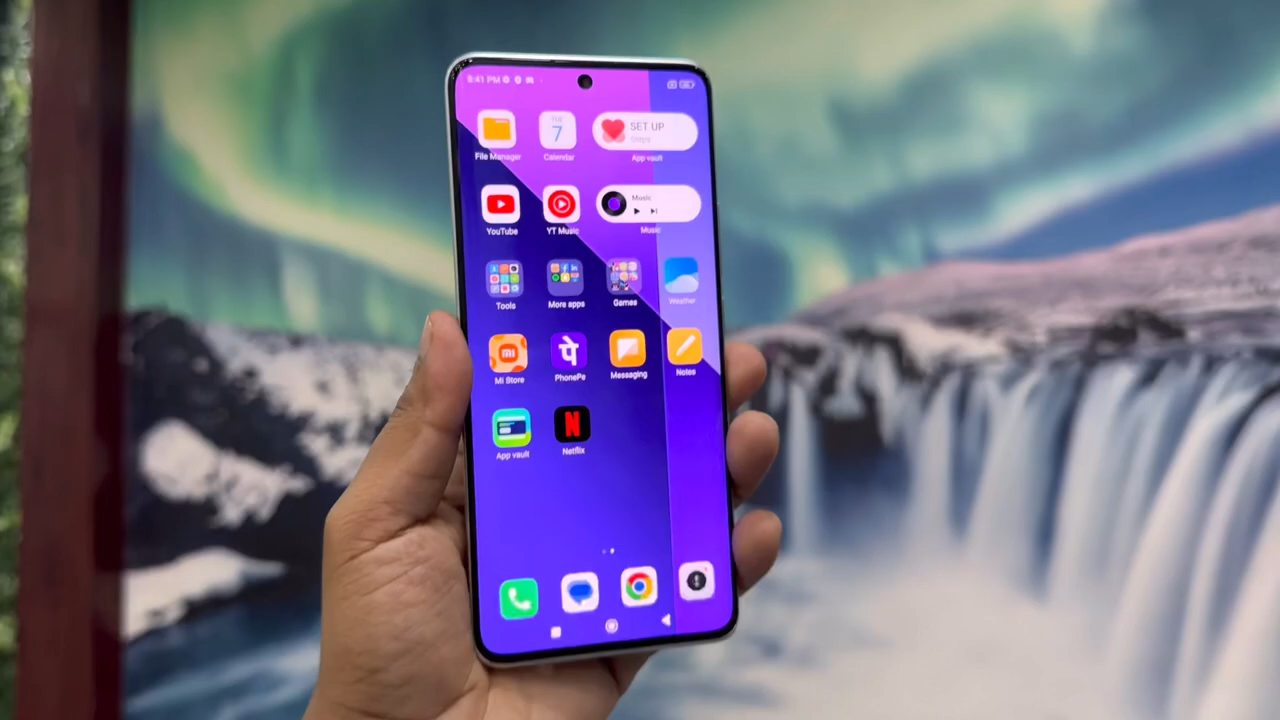 9:41 PM
File Manager
TUE
7
Calendar
SET UP
Steps
App vault
YouTube
YT Music
Music
Music
Tools
More apps
Games
Weather
mi
Mi Store
पे
PhonePe
Messaging
Notes
App vault
N
Netflix